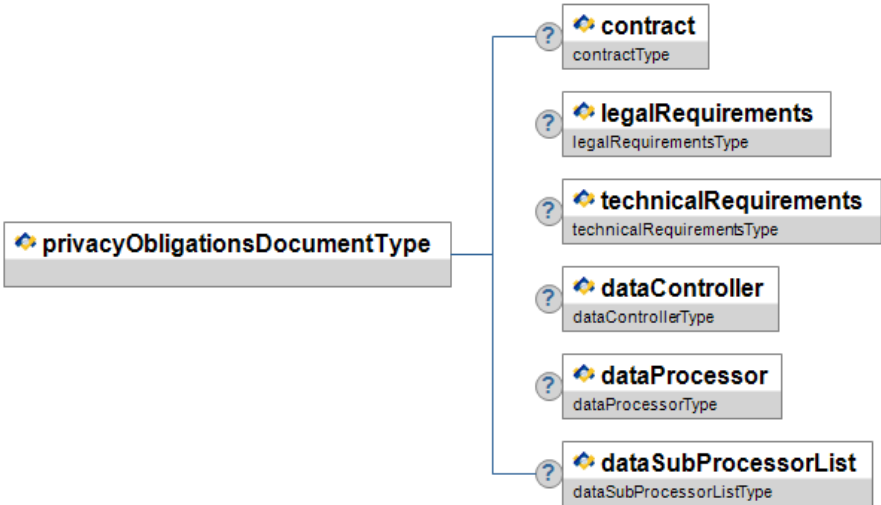 ? contract
contractType
? legalRequirements
legalRequirementsType
? technicalRequirements
technicalRequirementsType
privacyObligationsDocumentType
? dataController
dataControllerType
? dataProcessor
dataProcessorType
? dataSubProcessorList
dataSubProcessorListType